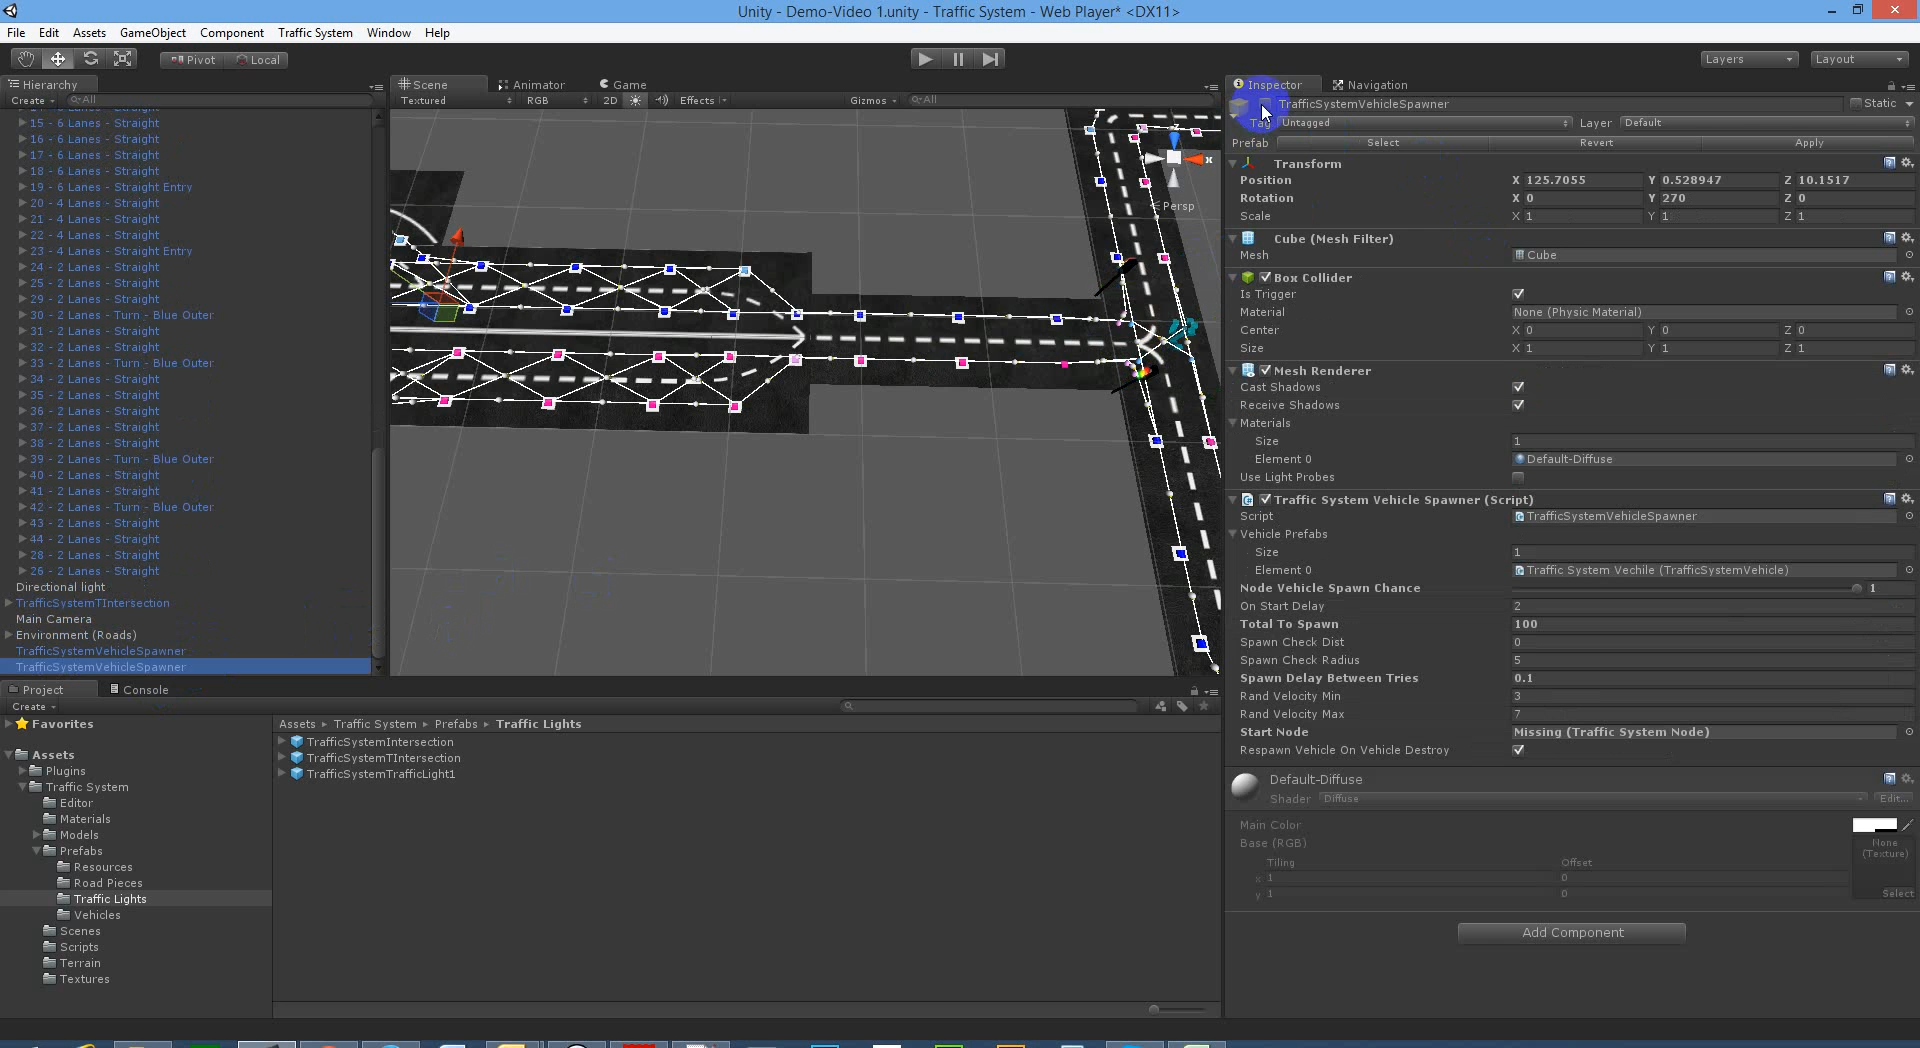 Unity - Demo-Video 1.unity - Traffic System - Web Player* <DX11>
File Edit Assets GameObject Component Traffic System Window Help
Pivot Local Layers Layout
Hierarchy
Create All
15 - 6 Lanes - Straight
16 - 6 Lanes - Straight
17 - 6 Lanes - Straight
18 - 6 Lanes - Straight
19 - 6 Lanes - Straight Entry
20 - 4 Lanes - Straight
21 - 4 Lanes - Straight
22 - 4 Lanes - Straight
23 - 4 Lanes - Straight Entry
24 - 2 Lanes - Straight
25 - 2 Lanes - Straight
29 - 2 Lanes - Straight
30 - 2 Lanes - Turn - Blue Outer
31 - 2 Lanes - Straight
32 - 2 Lanes - Straight
33 - 2 Lanes - Turn - Blue Outer
34 - 2 Lanes - Straight
35 - 2 Lanes - Straight
36 - 2 Lanes - Straight
37 - 2 Lanes - Straight
38 - 2 Lanes - Straight
39 - 2 Lanes - Turn - Blue Outer
40 - 2 Lanes - Straight
41 - 2 Lanes - Straight
42 - 2 Lanes - Turn - Blue Outer
43 - 2 Lanes - Straight
44 - 2 Lanes - Straight
28 - 2 Lanes - Straight
26 - 2 Lanes - Straight
Directional light
TrafficSystemTIntersection
Main Camera
Environment (Roads)
TrafficSystemVehicleSpawner
TrafficSystemVehicleSpawner
Scene Animator Game
Textured RGB 2D Effects Gizmos All
x
Persp
Project Console
Create
Favorites
Assets
Plugins
Traffic System
Editor
Materials
Models
Prefabs
Resources
Road Pieces
Traffic Lights
Vehicles
Scenes
Scripts
Terrain
Textures
Assets Traffic System Prefabs Traffic Lights
TrafficSystemIntersection
TrafficSystemTIntersection
TrafficSystemTrafficLight1
Inspector Navigation
TrafficSystemVehicleSpawner Static
Tag Untagged Layer Default
Prefab Select Revert Apply
Transform
Position X 125.7055 Y 0.528947 Z 10.1517
Rotation X 0 Y 270 Z 0
Scale X 1 Y 1 Z 1
Cube (Mesh Filter)
Mesh Cube
Box Collider
Is Trigger
Material None (Physic Material)
Center X 0 Y 0 Z 0
Size X 1 Y 1 Z 1
Mesh Renderer
Cast Shadows
Receive Shadows
Materials
Size 1
Element 0 Default-Diffuse
Use Light Probes
Traffic System Vehicle Spawner (Script)
Script TrafficSystemVehicleSpawner
Vehicle Prefabs
Size 1
Element 0 Traffic System Vechile (TrafficSystemVehicle)
Node Vehicle Spawn Chance 1
On Start Delay 2
Total To Spawn 100
Spawn Check Dist 0
Spawn Check Radius 5
Spawn Delay Between Tries 0.1
Rand Velocity Min 3
Rand Velocity Max 7
Start Node Missing (Traffic System Node)
Respawn Vehicle On Vehicle Destroy
Default-Diffuse
Shader Diffuse Edit...
Main Color
Base (RGB)
None
(Texture)
Tiling Offset
x 1 0
y 1 0
Select
Add Component